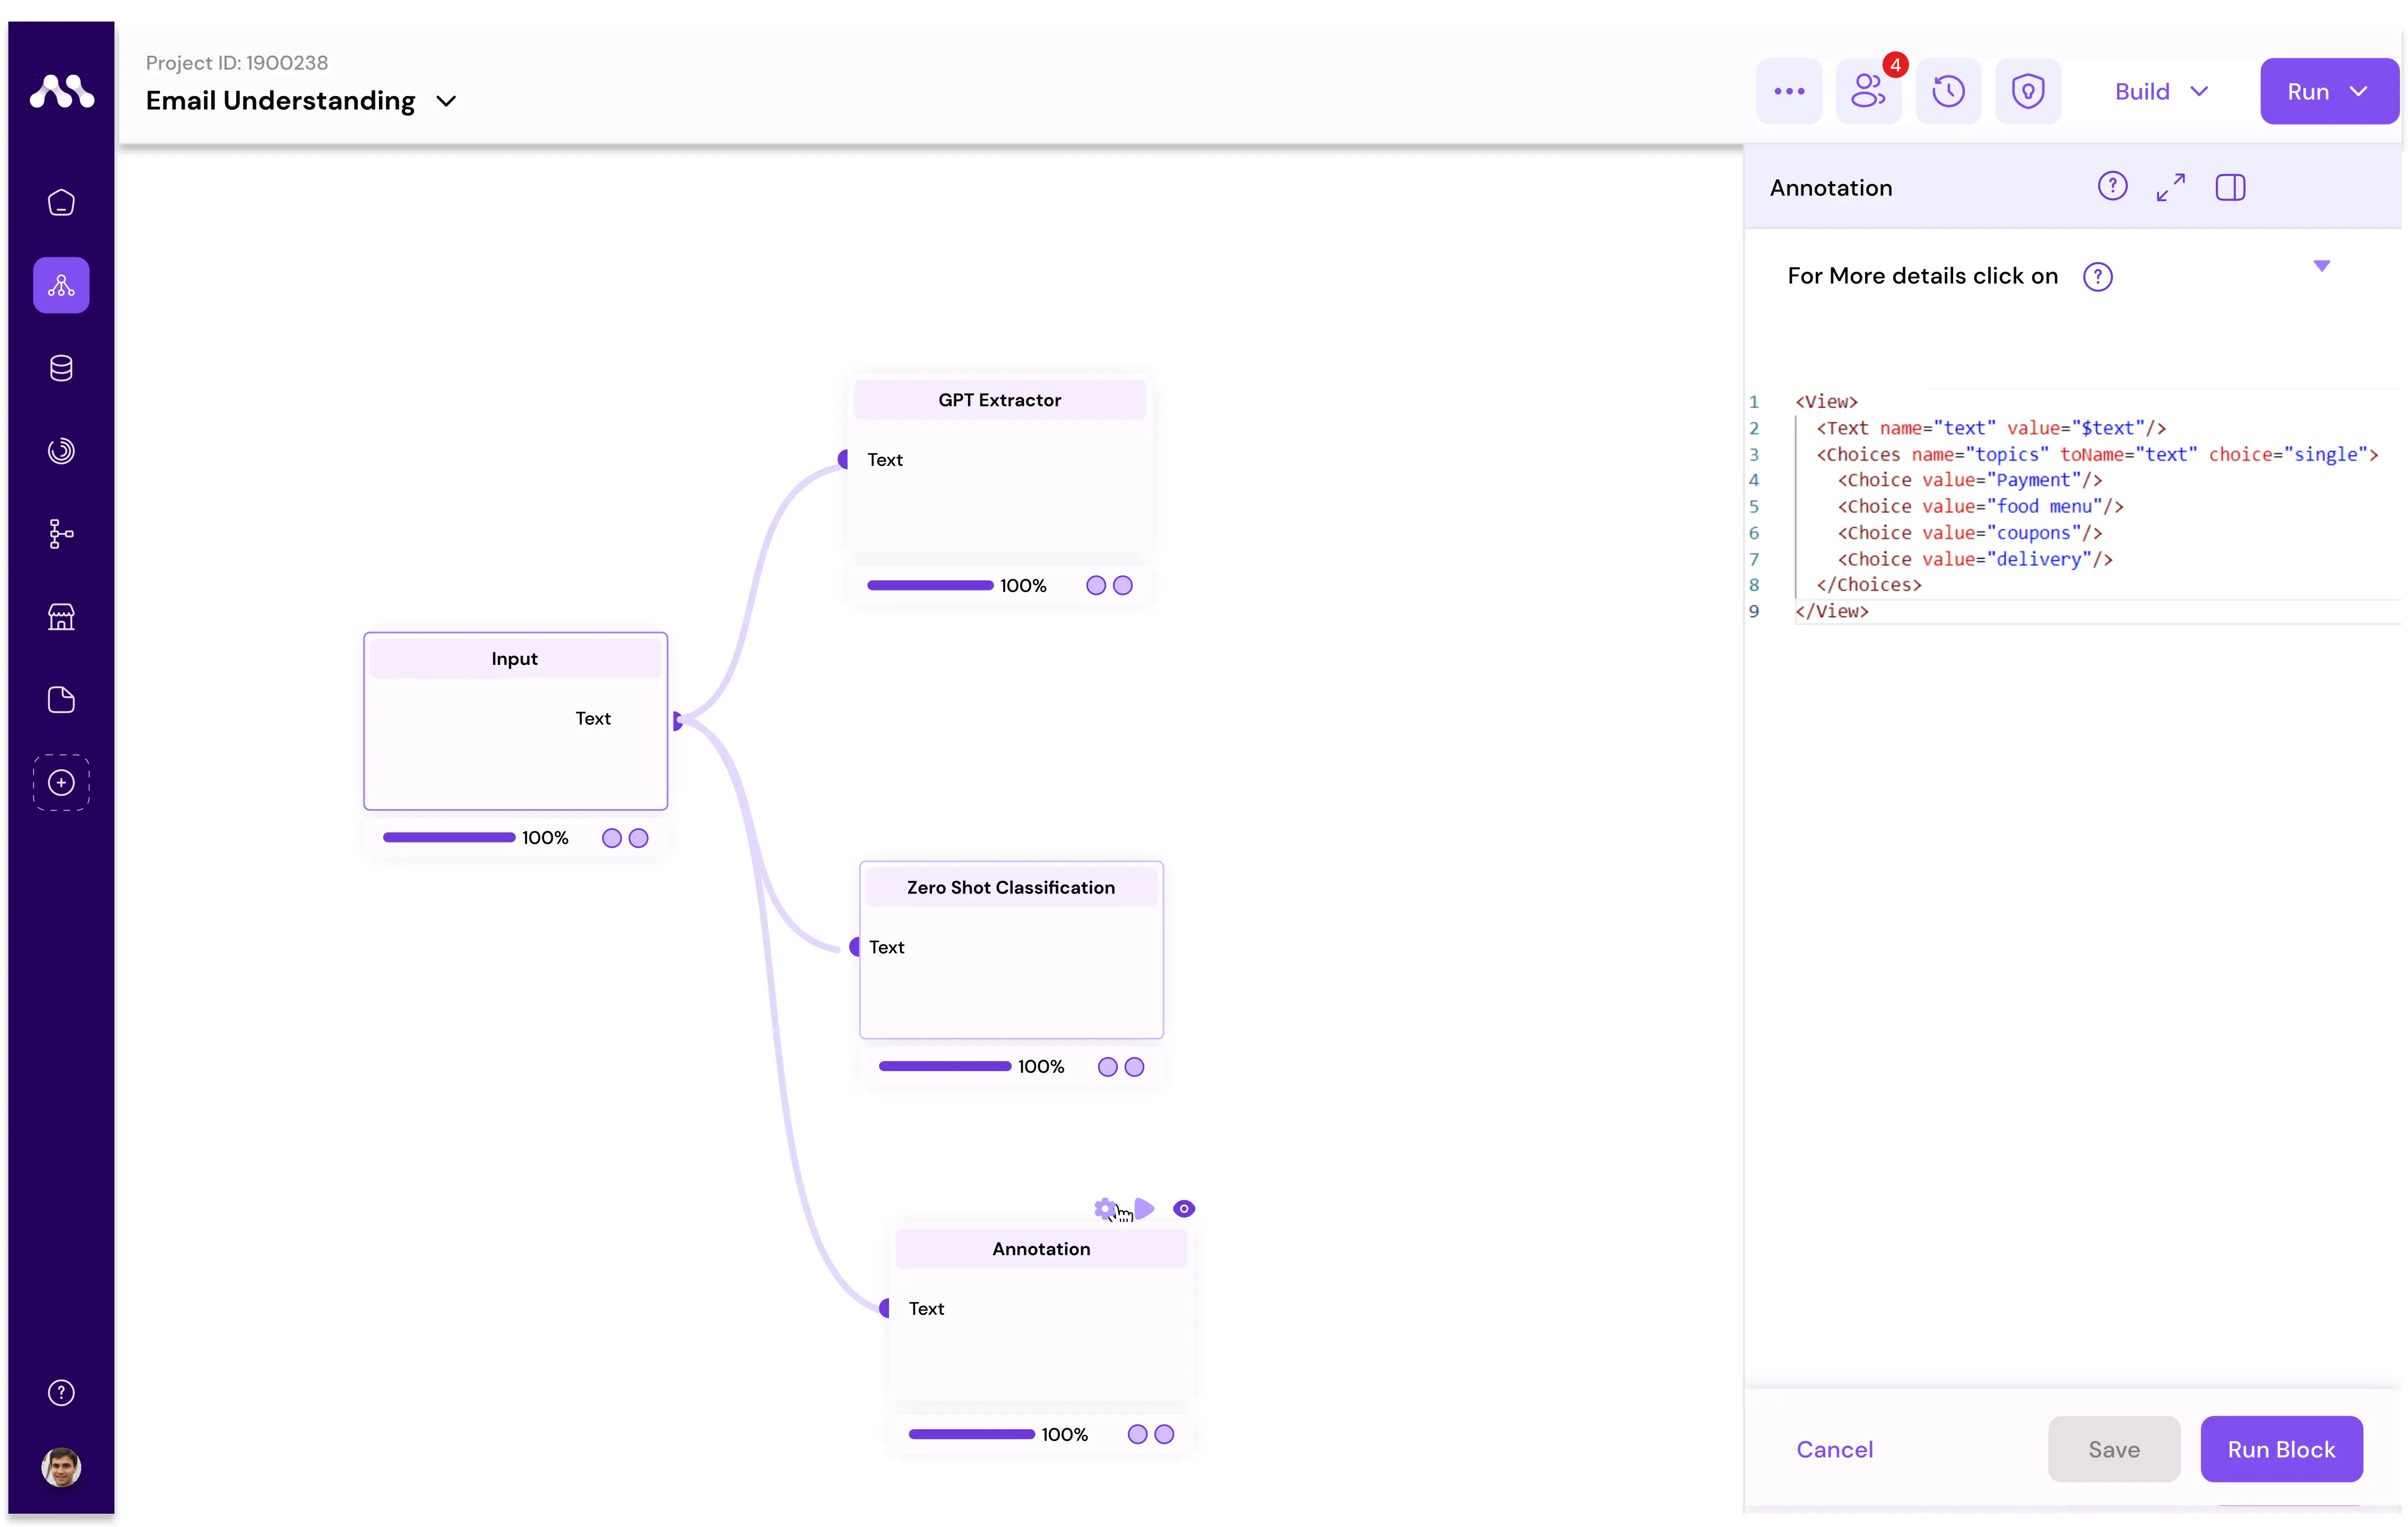 Project ID: 1900238
Email Understanding
4
Build
Run
Annotation
For More details click on
GPT Extractor
Text
100%
Input
Text
100%
Zero Shot Classification
Text
100%
Annotation
Text
100%
1 <View>
2 <Text name="text" value="$text"/>
3 <Choices name="topics" toName="text" choice="single">
4 <Choice value="Payment"/>
5 <Choice value="food menu"/>
6 <Choice value="coupons"/>
7 <Choice value="delivery"/>
8 </Choices>
9 </View>
Cancel
Save
Run Block